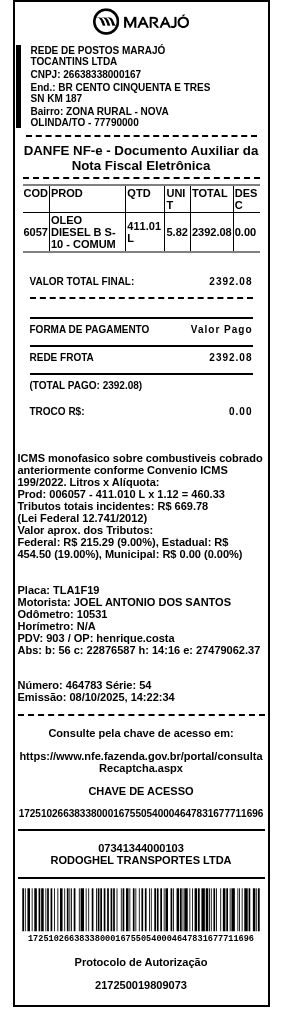 MARAJÓ
REDE DE POSTOS MARAJÓ
TOCANTINS LTDA
CNPJ: 26638338000167
End.: BR CENTO CINQUENTA E TRES
SN KM 187
Bairro: ZONA RURAL - NOVA
OLINDA/TO - 77790000
DANFE NF-e - Documento Auxiliar da
Nota Fiscal Eletrônica
COD PROD QTD UNIT TOTAL DESC
6057 OLEO DIESEL B S-10 - COMUM 411.01 L 5.82 2392.08 0.00
VALOR TOTAL FINAL: 2392.08
FORMA DE PAGAMENTO Valor Pago
REDE FROTA 2392.08
(TOTAL PAGO: 2392.08)
TROCO R$: 0.00
ICMS monofasico sobre combustiveis cobrado
anteriormente conforme Convenio ICMS
199/2022. Litros x Alíquota:
Prod: 006057 - 411.010 L x 1.12 = 460.33
Tributos totais incidentes: R$ 669.78
(Lei Federal 12.741/2012)
Valor aprox. dos Tributos:
Federal: R$ 215.29 (9.00%), Estadual: R$
454.50 (19.00%), Municipal: R$ 0.00 (0.00%)
Placa: TLA1F19
Motorista: JOEL ANTONIO DOS SANTOS
Odômetro: 10531
Horímetro: N/A
PDV: 903 / OP: henrique.costa
Abs: b: 56 c: 22876587 h: 14:16 e: 27479062.37
Número: 464783 Série: 54
Emissão: 08/10/2025, 14:22:34
Consulte pela chave de acesso em:
https://www.nfe.fazenda.gov.br/portal/consulta
Recaptcha.aspx
CHAVE DE ACESSO
17251026638338000167550540004647831677711696
07341344000103
RODOGHEL TRANSPORTES LTDA
17251026638338000167550540004647831677711696
Protocolo de Autorização
217250019809073